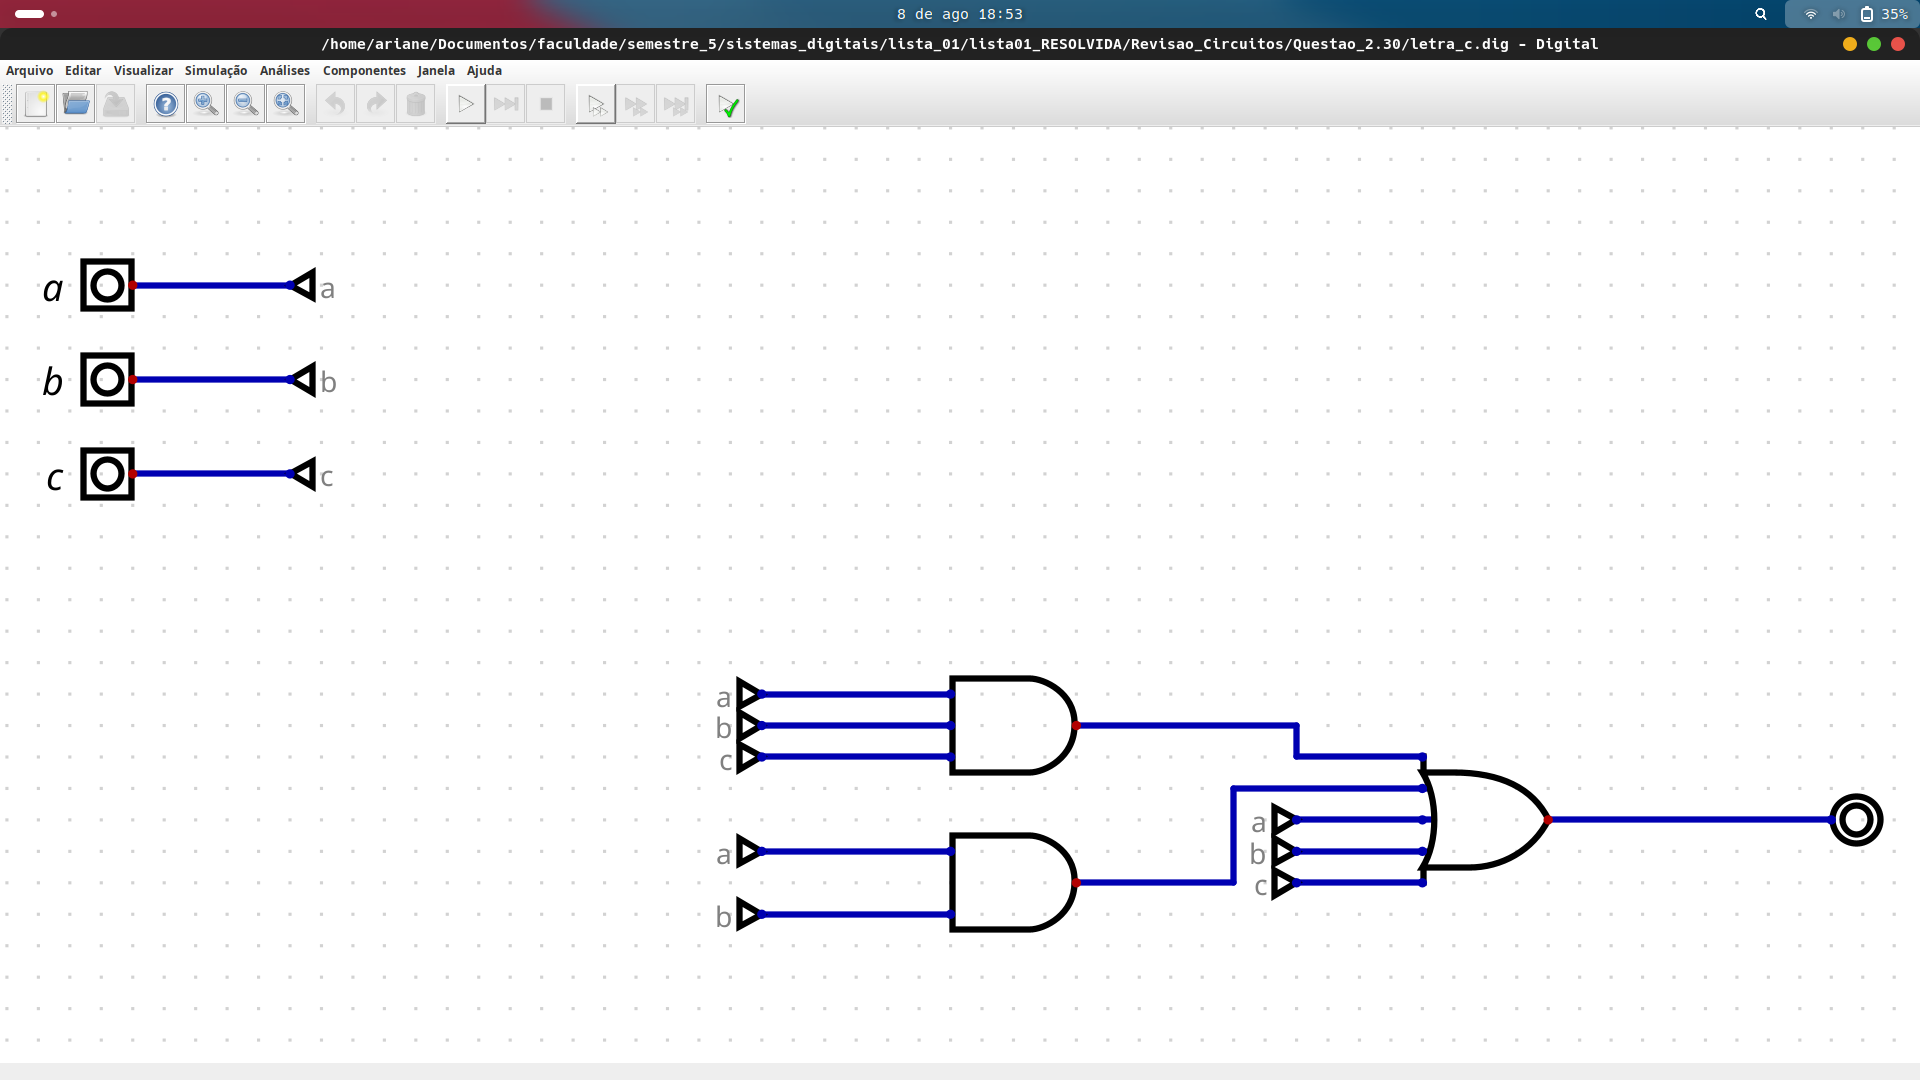 8 de ago 18:53
35%
/home/ariane/Documentos/faculdade/semestre_5/sistemas_digitais/lista_01/lista01_RESOLVIDA/Revisao_Circuitos/Questao_2.30/letra_c.dig - Digital
Arquivo Editar Visualizar Simulação Análises Componentes Janela Ajuda
a a
b b
c c
a
b
c
a
b
a
b
c